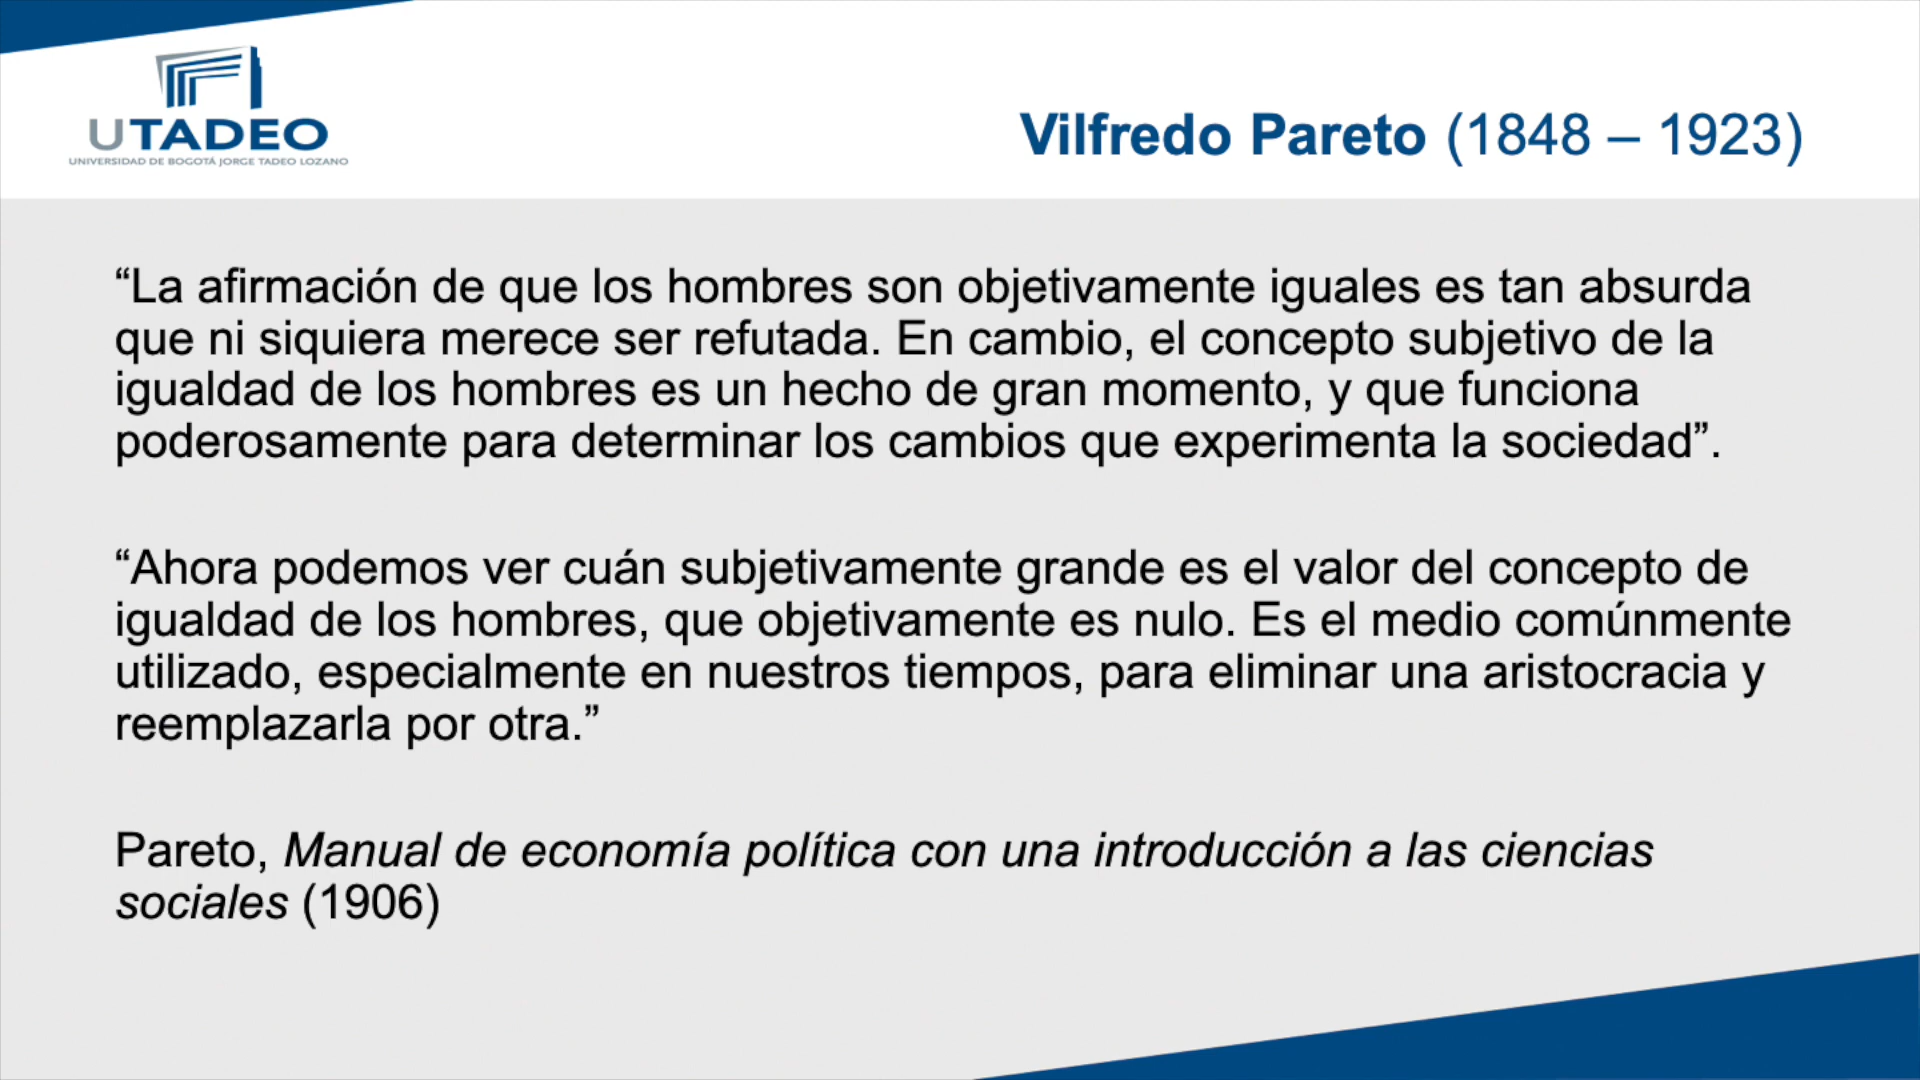 UTADEO
UNIVERSIDAD DE BOGOTÁ JORGE TADEO LOZANO
Vilfredo Pareto (1848 – 1923)
“La afirmación de que los hombres son objetivamente iguales es tan absurda
que ni siquiera merece ser refutada. En cambio, el concepto subjetivo de la
igualdad de los hombres es un hecho de gran momento, y que funciona
poderosamente para determinar los cambios que experimenta la sociedad”.
“Ahora podemos ver cuán subjetivamente grande es el valor del concepto de
igualdad de los hombres, que objetivamente es nulo. Es el medio comúnmente
utilizado, especialmente en nuestros tiempos, para eliminar una aristocracia y
reemplazarla por otra.”
Pareto, Manual de economía política con una introducción a las ciencias
sociales (1906)